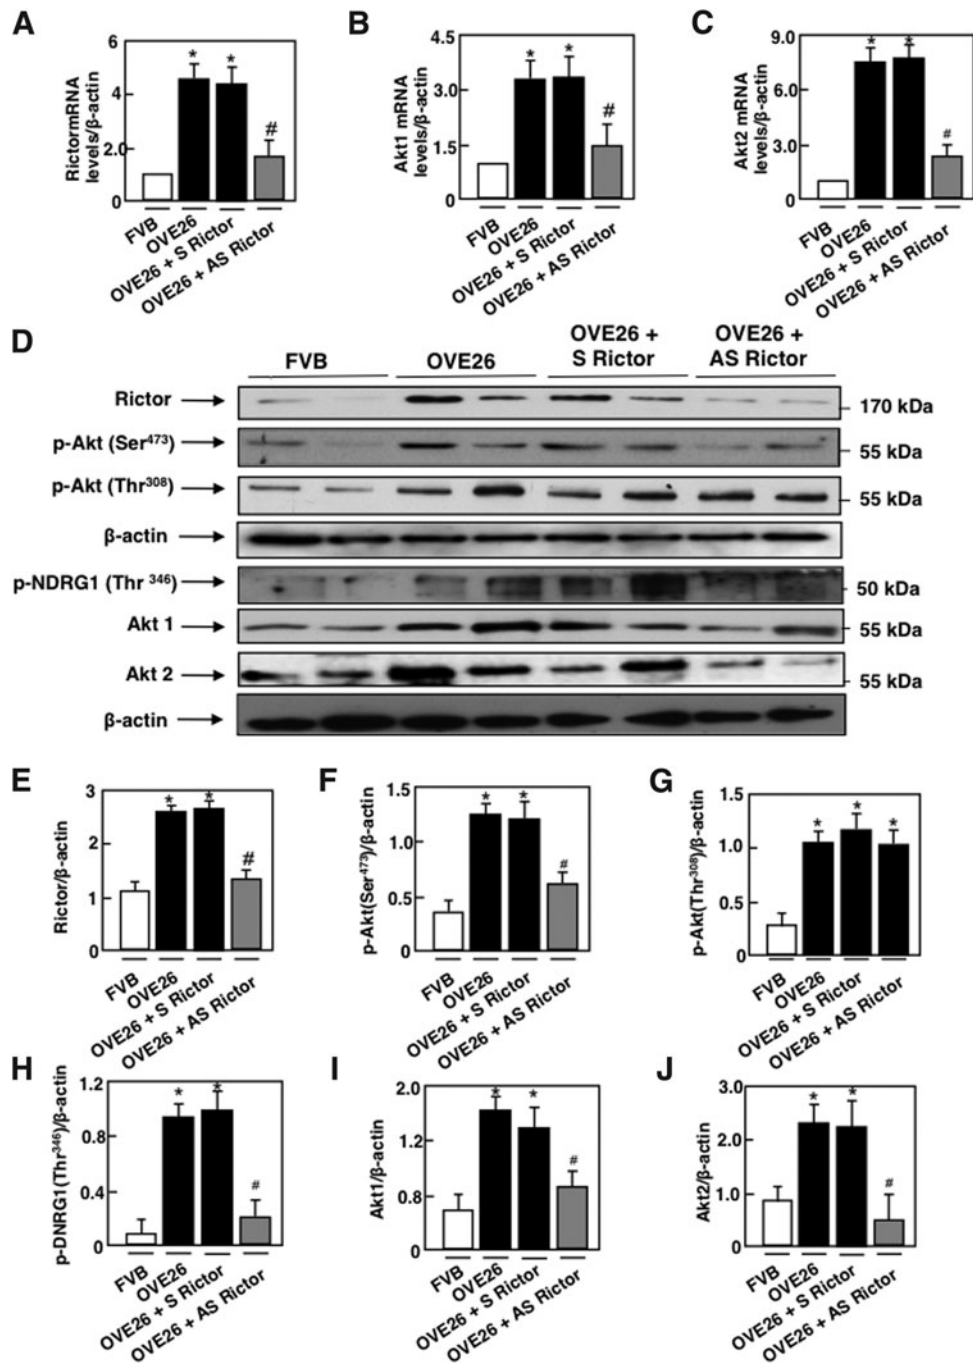 A
RictormRNA
levels/β-actin
6
4
2.0
0
*
*
#
FVB
OVE26
OVE26 + S Rictor
OVE26 + AS Rictor
B
Akt1 mRNA
levels/β-actin
4.5
3.0
1.5
0
*
*
#
FVB
OVE26
OVE26 + S Rictor
OVE26 + AS Rictor
C
Akt2 mRNA
levels/β-actin
9.0
6.0
3.0
0
*
*
#
FVB
OVE26
OVE26 + S Rictor
OVE26 + AS Rictor
D
FVB
OVE26
OVE26 +
S Rictor
OVE26 +
AS Rictor
Rictor
170 kDa
p-Akt (Ser473)
55 kDa
p-Akt (Thr308)
55 kDa
β-actin
p-NDRG1 (Thr 346)
50 kDa
Akt 1
55 kDa
Akt 2
55 kDa
β-actin
E
Rictor/β-actin
3
2
1
0
*
*
#
FVB
OVE26
OVE26 + S Rictor
OVE26 + AS Rictor
F
p-Akt(Ser473)/β-actin
1.5
1.0
0.5
0
*
*
#
FVB
OVE26
OVE26 + S Rictor
OVE26 + AS Rictor
G
p-Akt(Thr308)/β-actin
1.5
1.0
0.5
0
*
*
*
FVB
OVE26
OVE26 + S Rictor
OVE26 + AS Rictor
H
p-DNRG1(Thr346)/β-actin
1.2
0.8
0.4
0
*
*
#
FVB
OVE26
OVE26 + S Rictor
OVE26 + AS Rictor
I
Akt1/β-actin
2.0
1.2
0.8
0
*
*
#
FVB
OVE26
OVE26 + S Rictor
OVE26 + AS Rictor
J
Akt2/β-actin
3.0
2.0
1.0
0
*
*
#
FVB
OVE26
OVE26 + S Rictor
OVE26 + AS Rictor